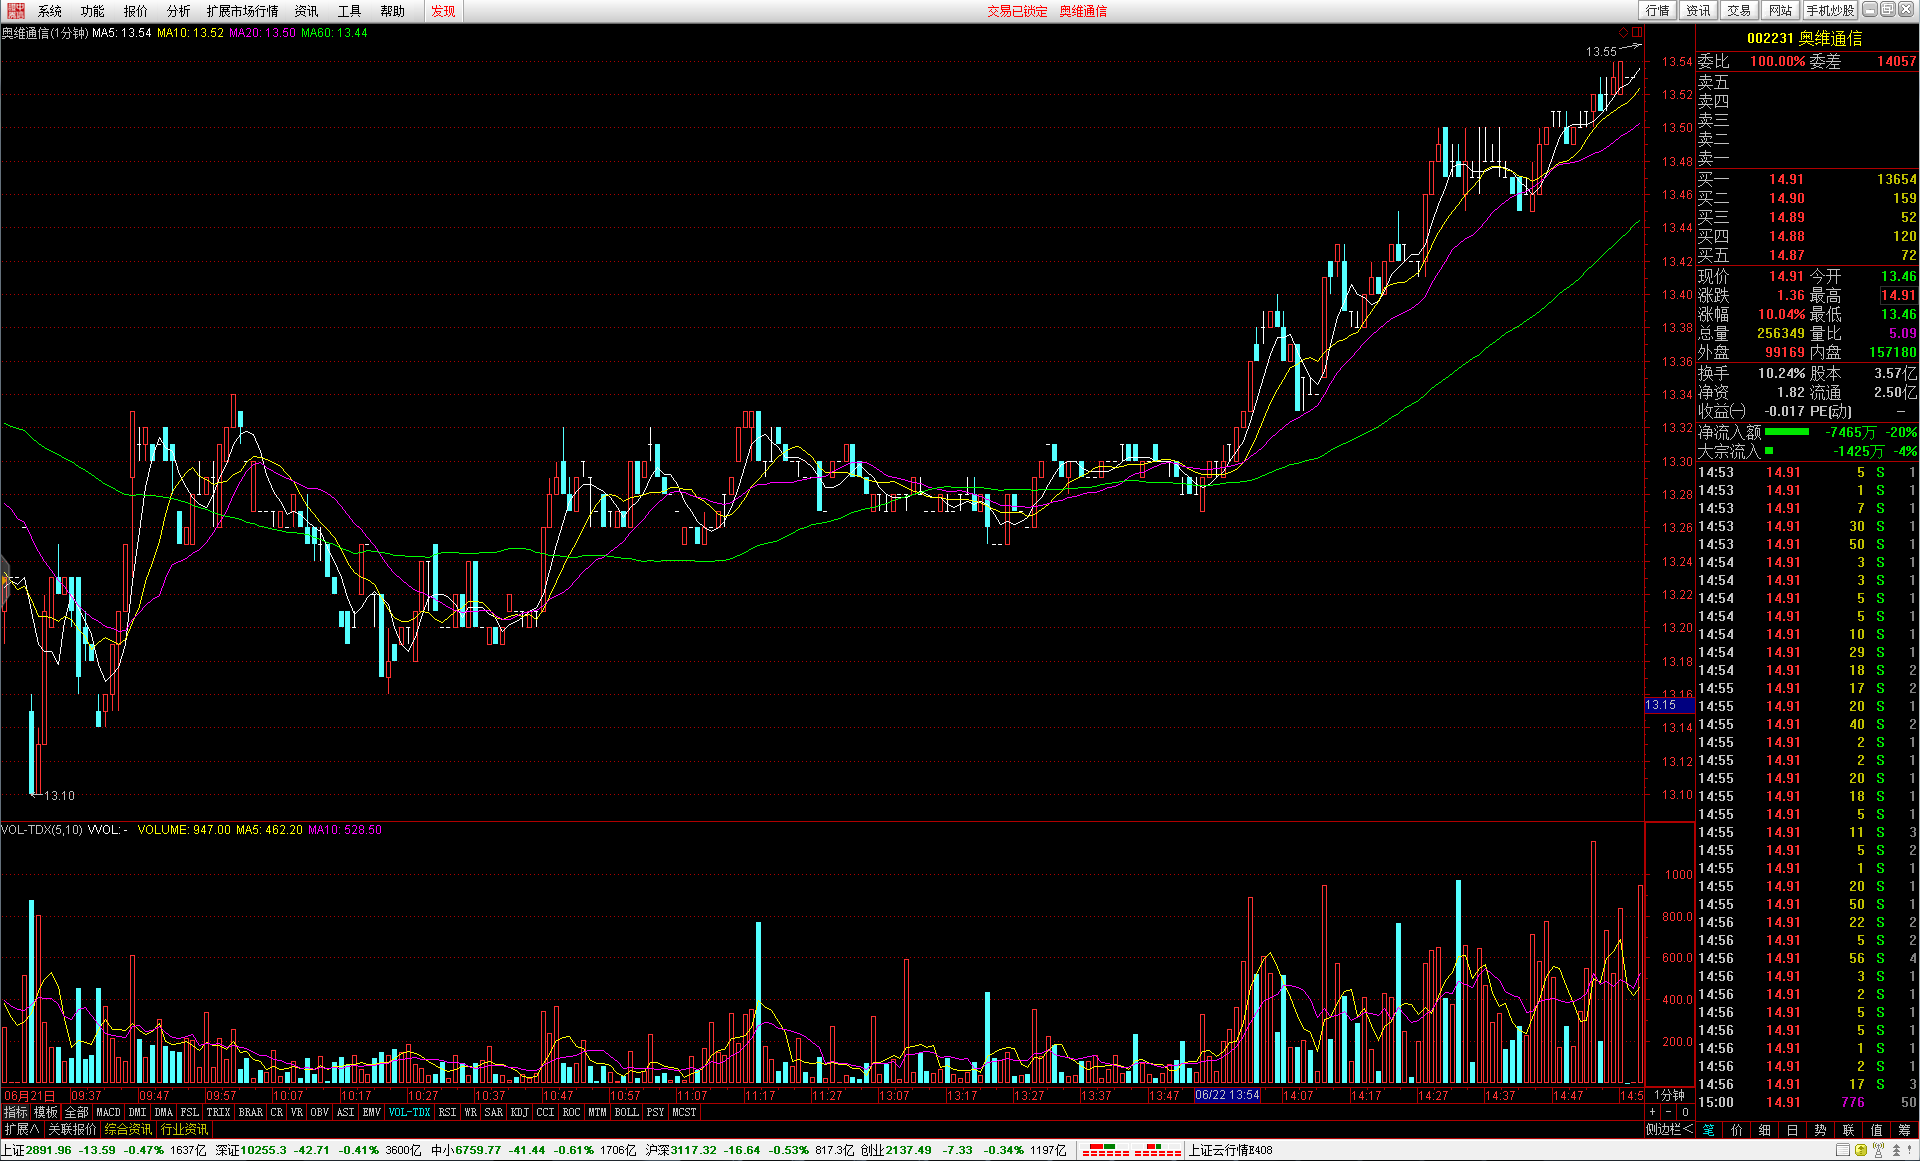 系统 功能 报价 分析 扩展市场行情 资讯 工具 帮助 发现 交易已锁定 奥维通信 行情 资讯 交易 网站 手机炒股
奥维通信(1分钟) MA5: 13.54 MA10: 13.52 MA20: 13.50 MA60: 13.44
13.55
13.10
13.54
13.52
13.50
13.48
13.46
13.44
13.42
13.40
13.38
13.36
13.34
13.32
13.30
13.28
13.26
13.24
13.22
13.20
13.18
13.16
13.15
13.14
13.12
13.10
VOL-TDX(5,10) VVOL: - VOLUME: 947.00 MA5: 462.20 MA10: 528.50
1000
800.0
600.0
400.0
200.0
06月21日 09:37 09:47 09:57 10:07 10:17 10:27 10:37 10:47 10:57 11:07 11:17 11:27 13:07 13:17 13:27 13:37 13:47 06/22 13:54 14:07 14:17 14:27 14:37 14:47 14:5 1分钟
指标 模板 全部 MACD DMI DMA FSL TRIX BRAR CR VR OBV ASI EMV VOL-TDX RSI WR SAR KDJ CCI ROC MTM BOLL PSY MCST + - 0
扩展∧ 关联报价 综合资讯 行业资讯 侧边栏<
002231 奥维通信
委比 100.00% 委差 14057
卖五
卖四
卖三
卖二
卖一
买一 14.91 13654
买二 14.90 159
买三 14.89 52
买四 14.88 120
买五 14.87 72
现价 14.91 今开 13.46
涨跌 1.36 最高 14.91
涨幅 10.04% 最低 13.46
总量 256349 量比 5.09
外盘 99169 内盘 157180
换手 10.24% 股本 3.57亿
净资 1.82 流通 2.50亿
收益㈠ -0.017 PE(动) –
净流入额 -7465万 -20%
大宗流入 -1425万 -4%
14:53 14.91 5 S 1
14:53 14.91 1 S 1
14:53 14.91 7 S 1
14:53 14.91 30 S 1
14:53 14.91 50 S 1
14:54 14.91 3 S 1
14:54 14.91 3 S 1
14:54 14.91 5 S 1
14:54 14.91 5 S 1
14:54 14.91 10 S 1
14:54 14.91 29 S 1
14:54 14.91 18 S 2
14:55 14.91 17 S 2
14:55 14.91 20 S 1
14:55 14.91 40 S 2
14:55 14.91 2 S 1
14:55 14.91 2 S 1
14:55 14.91 20 S 1
14:55 14.91 18 S 1
14:55 14.91 5 S 1
14:55 14.91 11 S 3
14:55 14.91 5 S 2
14:55 14.91 1 S 1
14:55 14.91 20 S 1
14:55 14.91 50 S 1
14:56 14.91 22 S 2
14:56 14.91 5 S 2
14:56 14.91 56 S 4
14:56 14.91 3 S 1
14:56 14.91 2 S 1
14:56 14.91 5 S 1
14:56 14.91 5 S 1
14:56 14.91 1 S 1
14:56 14.91 2 S 1
14:56 14.91 17 S 3
15:00 14.91 776 50
笔 价 细 日 势 联 值 筹
上证2891.96 -13.59 -0.47% 1637亿 深证10255.3 -42.71 -0.41% 3600亿 中小6759.77 -41.44 -0.61% 1706亿 沪深3117.32 -16.64 -0.53% 817.3亿 创业2137.49 -7.33 -0.34% 1197亿 上证云行情E408